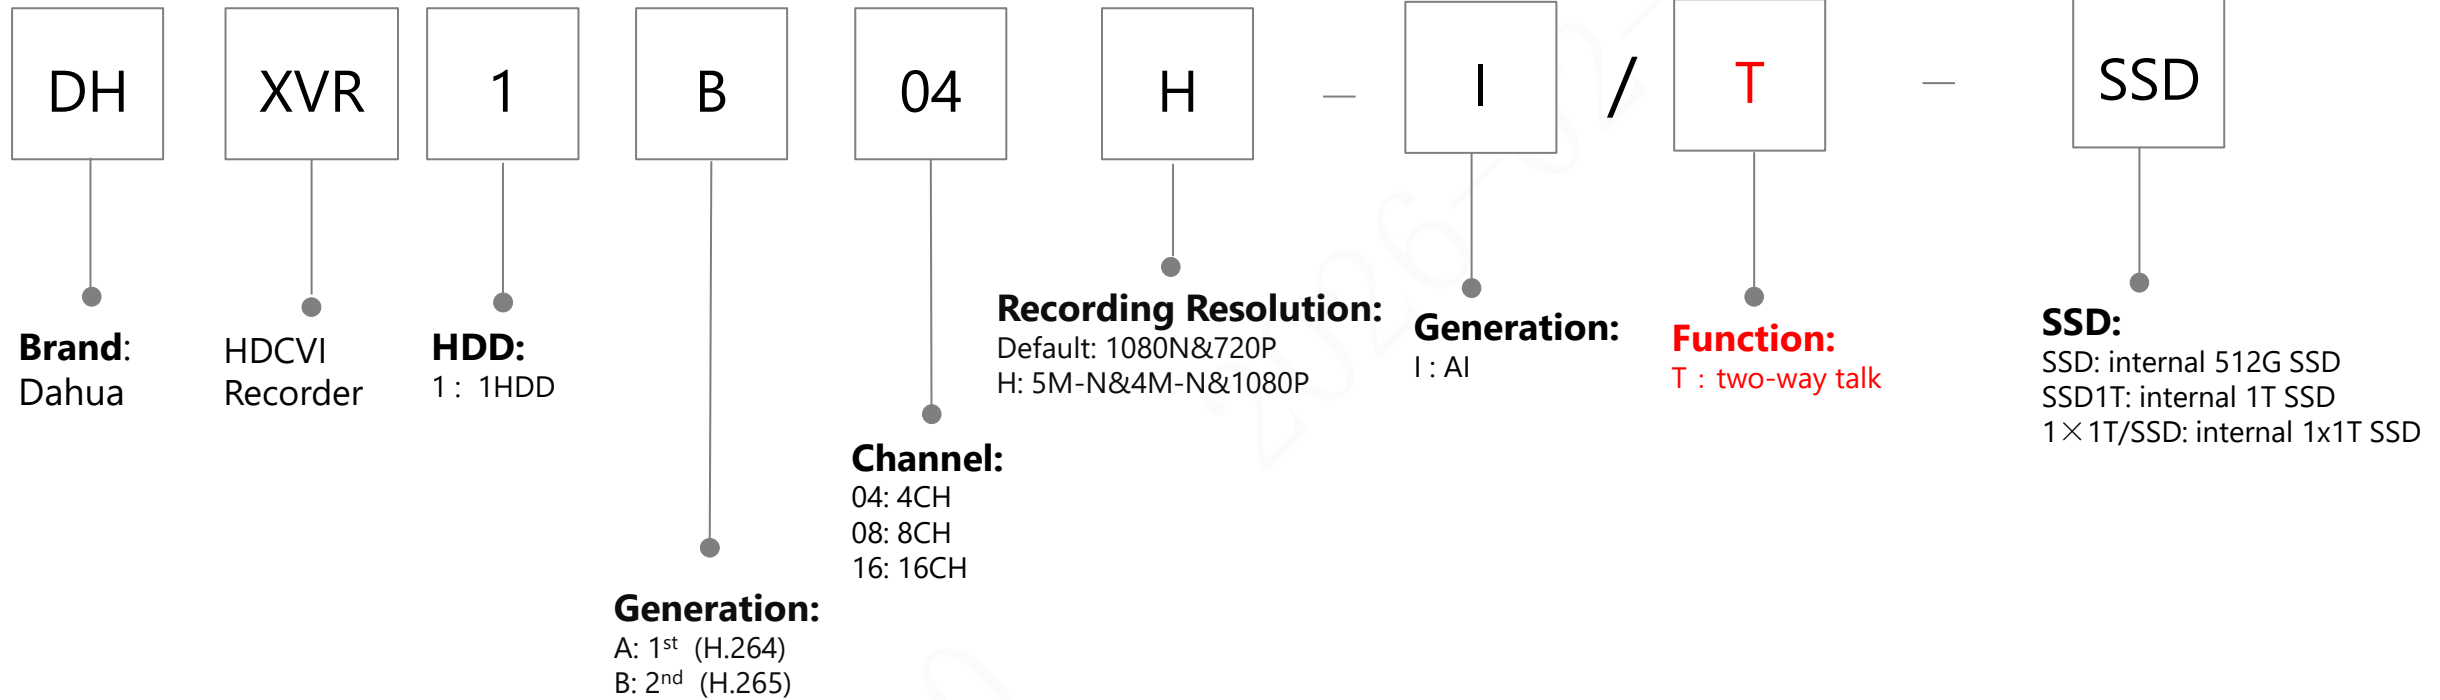 DH XVR 1 B 04 H — I / T — SSD
Brand:
Dahua
HDCVI
Recorder
HDD:
1 : 1HDD
Generation:
A: 1st (H.264)
B: 2nd (H.265)
Channel:
04: 4CH
08: 8CH
16: 16CH
Recording Resolution:
Default: 1080N&720P
H: 5M-N&4M-N&1080P
Generation:
I : AI
Function:
T : two-way talk
SSD:
SSD: internal 512G SSD
SSD1T: internal 1T SSD
1×1T/SSD: internal 1x1T SSD
2026-02-